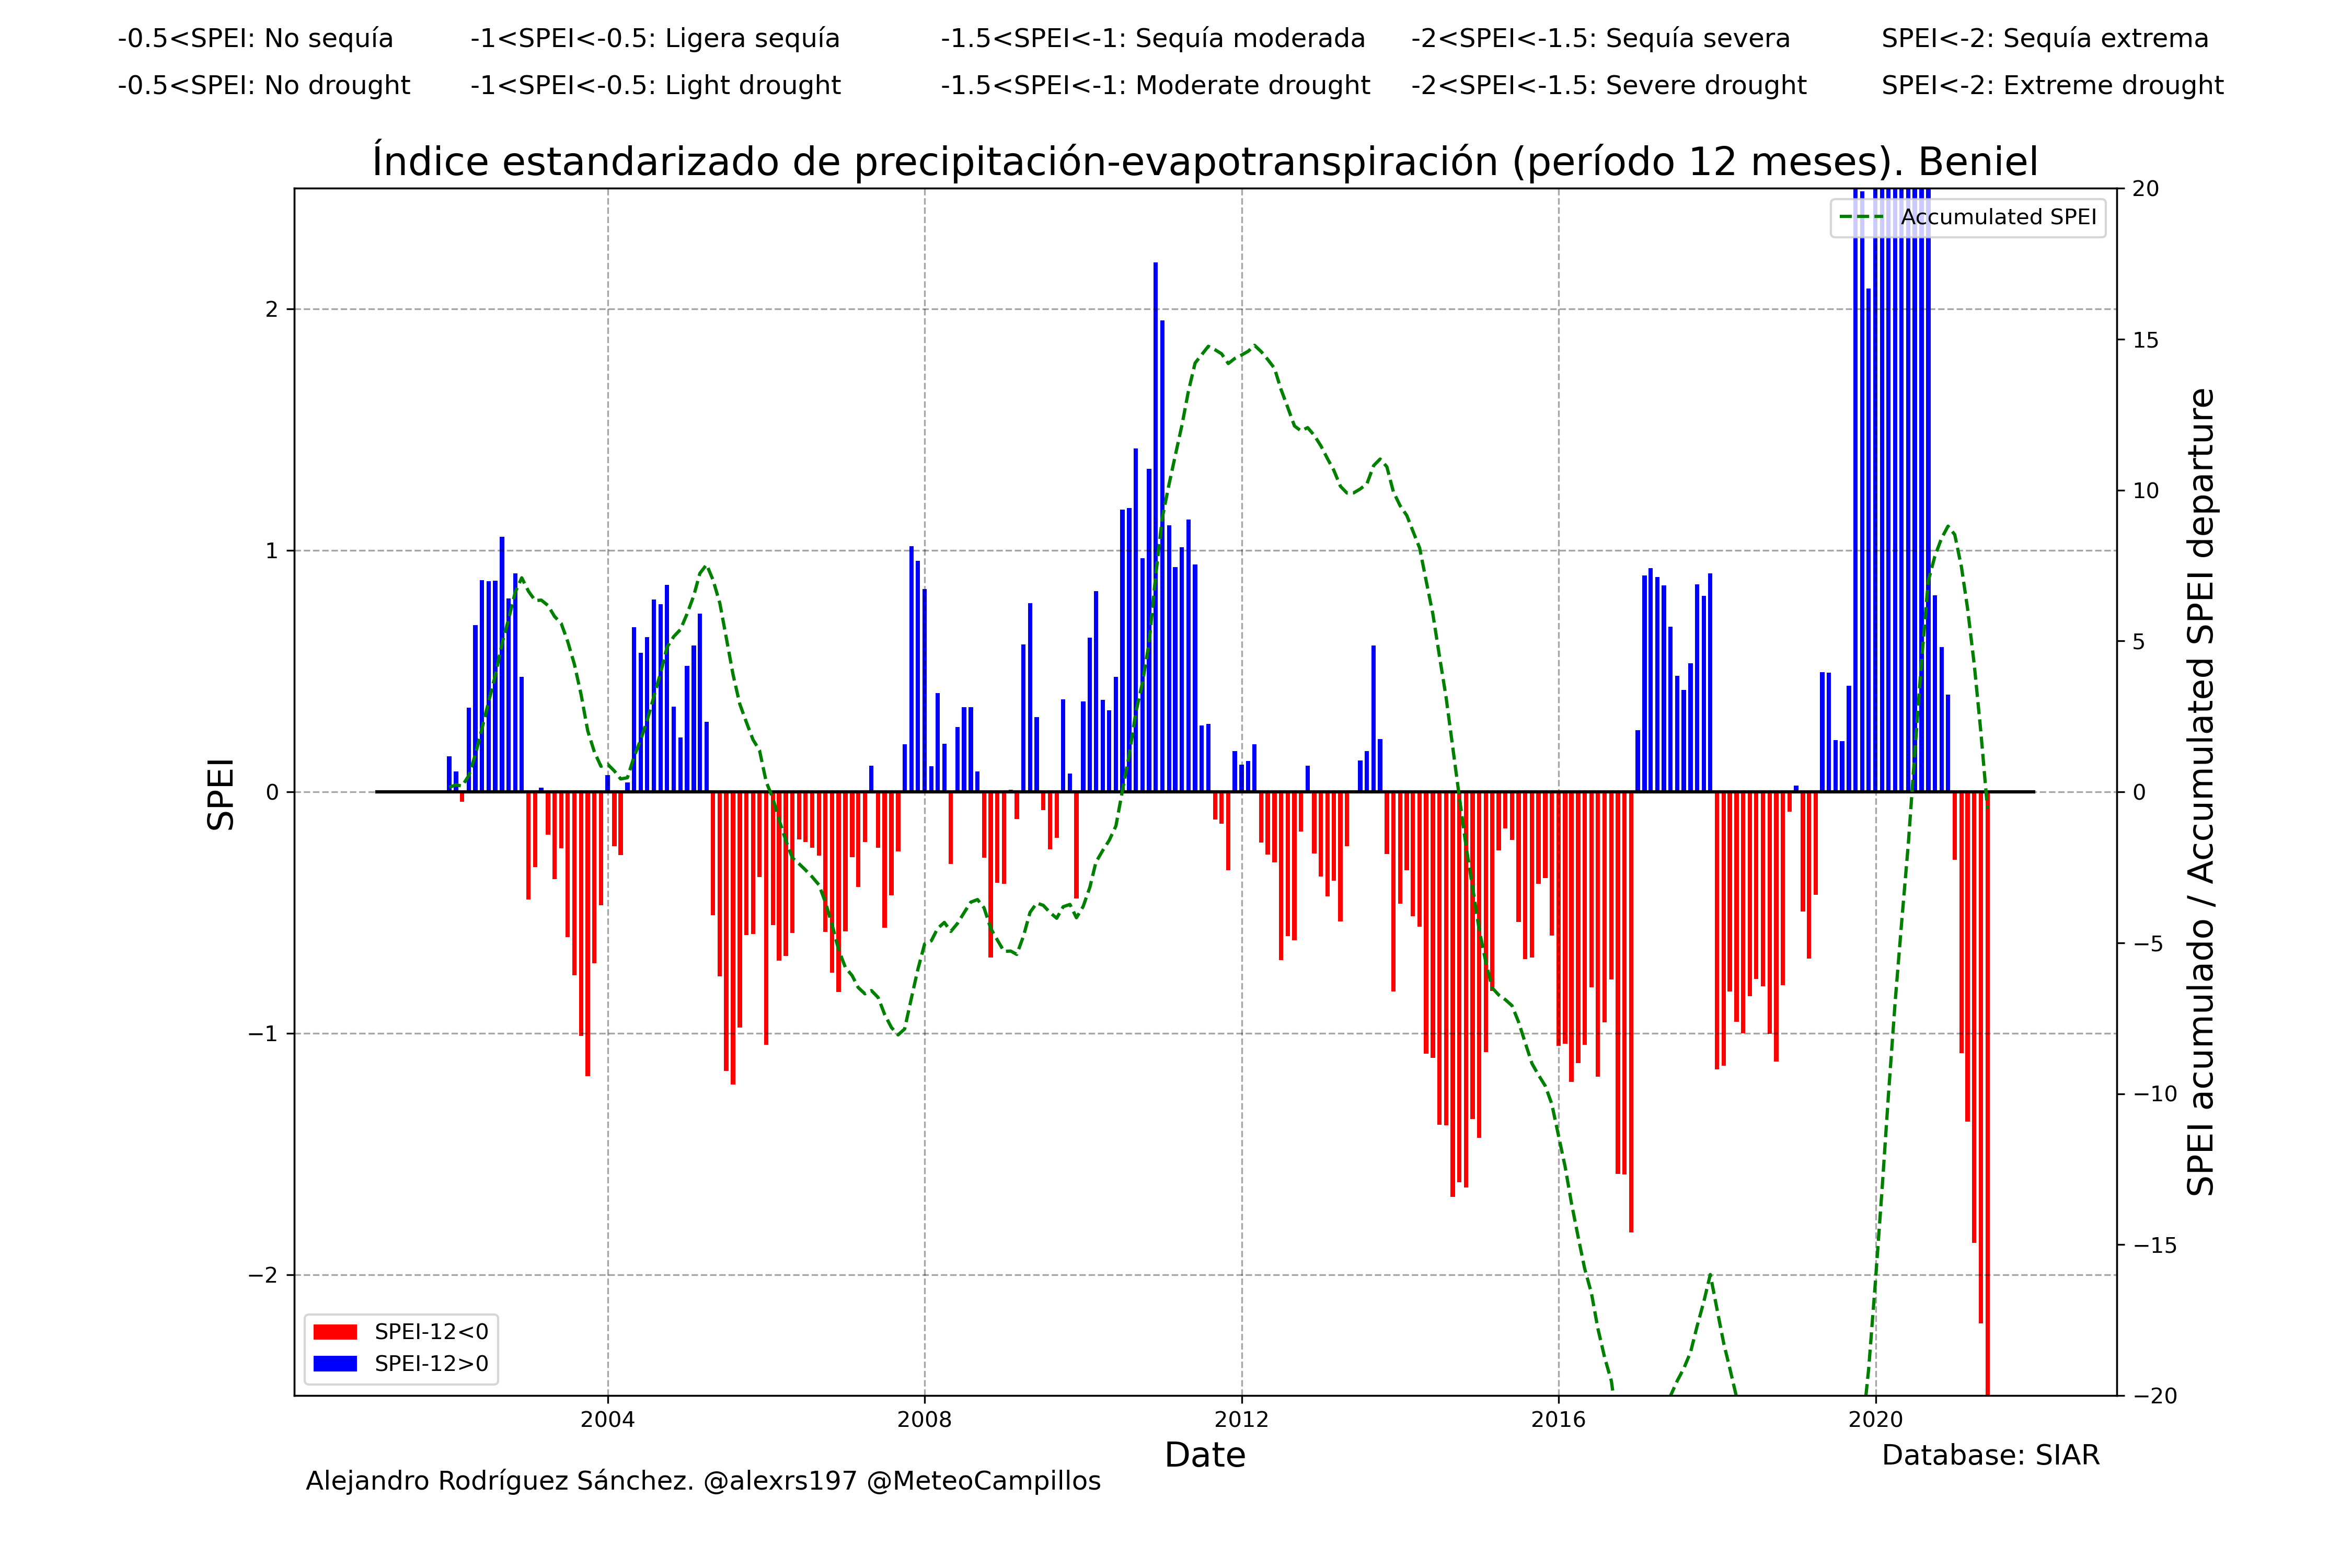 -0.5<SPEI: No sequía -1<SPEI<-0.5: Ligera sequía -1.5<SPEI<-1: Sequía moderada -2<SPEI<-1.5: Sequía severa SPEI<-2: Sequía extrema
-0.5<SPEI: No drought -1<SPEI<-0.5: Light drought -1.5<SPEI<-1: Moderate drought -2<SPEI<-1.5: Severe drought SPEI<-2: Extreme drought
Índice estandarizado de precipitación-evapotranspiración (período 12 meses). Beniel
Accumulated SPEI
SPEI
2
1
0
−1
−2
20
15
10
5
0
−5
−10
−15
−20
SPEI acumulado / Accumulated SPEI departure
SPEI-12<0
SPEI-12>0
2004 2008 2012 2016 2020
Date
Database: SIAR
Alejandro Rodríguez Sánchez. @alexrs197 @MeteoCampillos